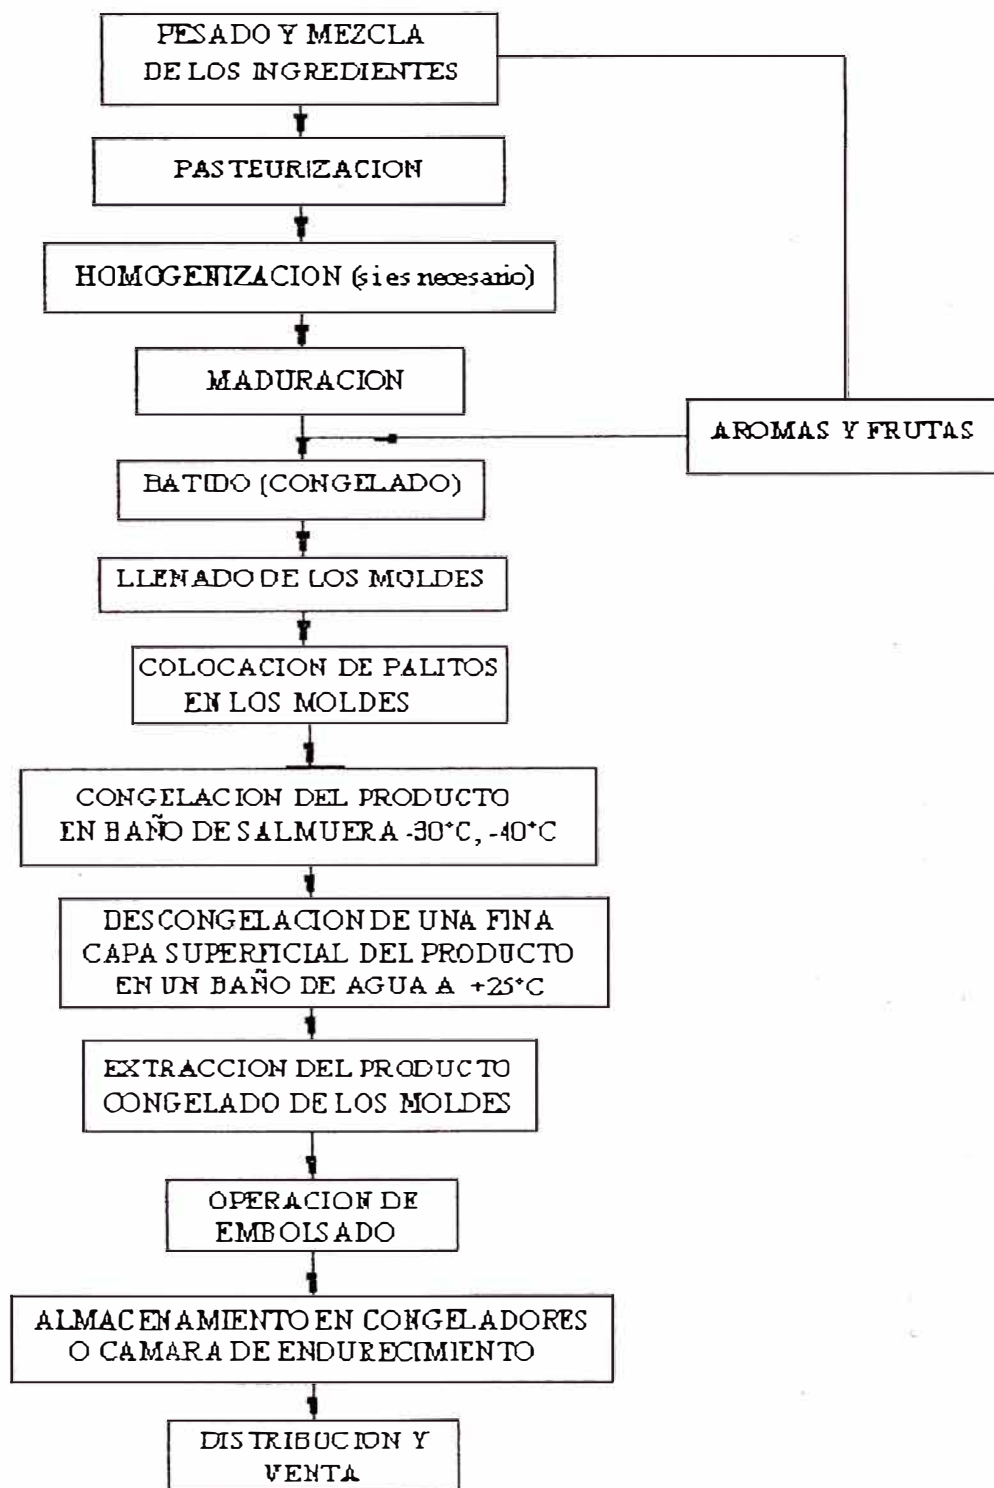 PESADO Y MEZCLA
DE LOS INGREDIENTES
PASTEURIZACION
HOMOGENIZACION (si es necesario)
MADURACION
AROMAS Y FRUTAS
BATIDO (CONGELADO)
LLENADO DE LOS MOLDES
COLOCACION DE PALITOS
EN LOS MOLDES
CONGELACION DEL PRODUCTO
EN BAÑO DE SALMUERA -30°C, -40°C
DESCONGELACION DE UNA FINA
CAPA SUPERFICIAL DEL PRODUCTO
EN UN BAÑO DE AGUA A +25°C
EXTRACCION DEL PRODUCTO
CONGELADO DE LOS MOLDES
OPERACION DE
EMBOLSADO
ALMACENAMIENTO EN CONGELADORES
O CAMARA DE ENDURECIMIENTO
DISTRIBUCION Y
VENTA